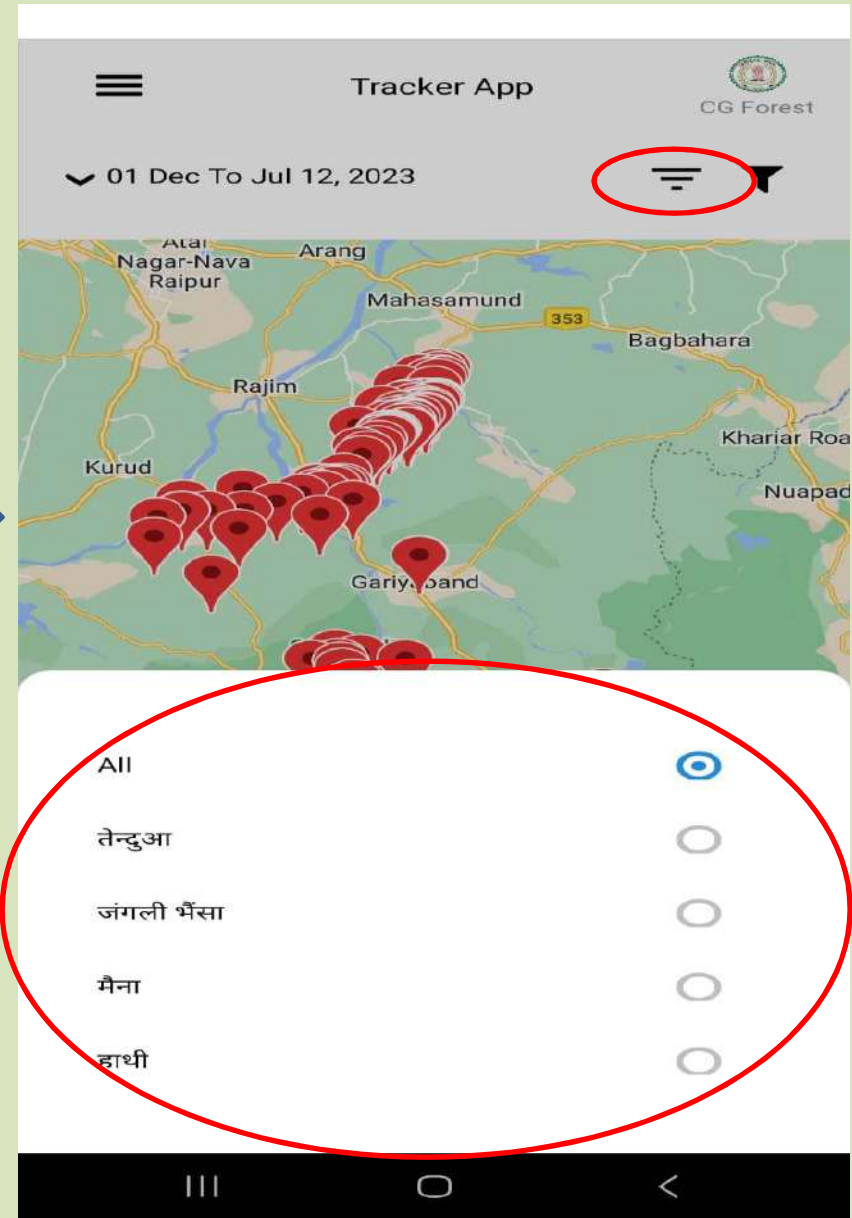 Tracker App
CG Forest
01 Dec To Jul 12, 2023
Atal
Nagar-Nava
Raipur
Arang
Mahasamund
353
Bagbahara
Rajim
Khariar Roa
Kurud
Nuapad
All
तेन्दुआ
जंगली भैंसा
मैना
हाथी